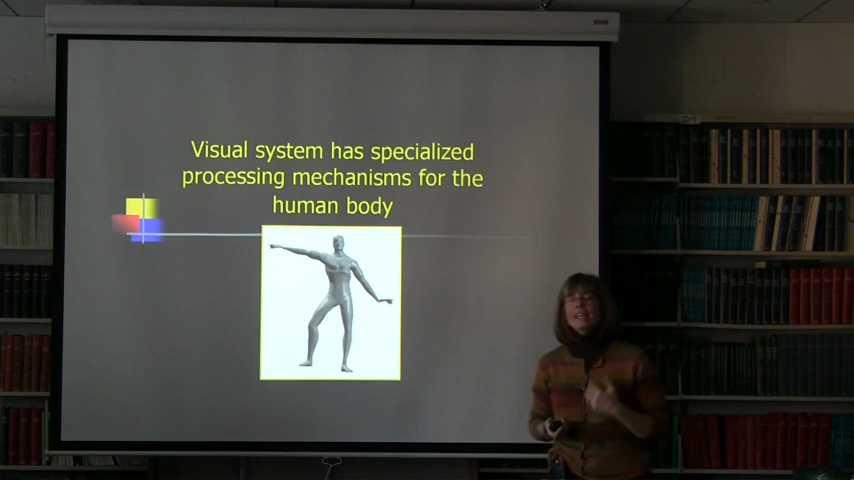 Visual system has specialized
processing mechanisms for the
human body